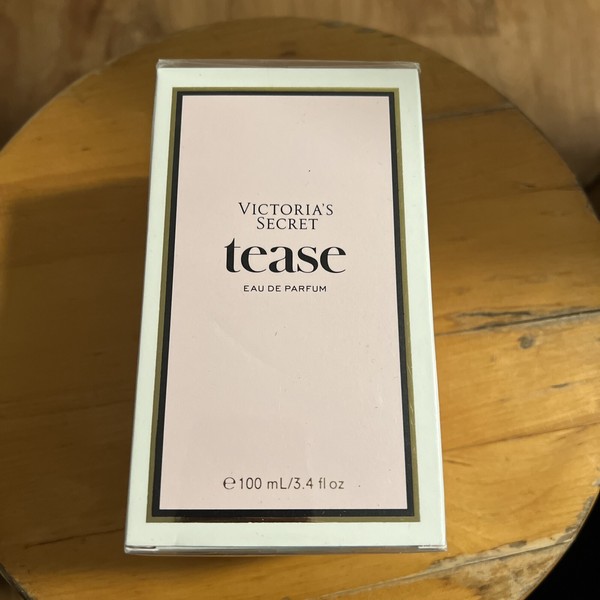 VICTORIA'S
SECRET
tease
EAU DE PARFUM
℮100 mL/3.4 fl oz